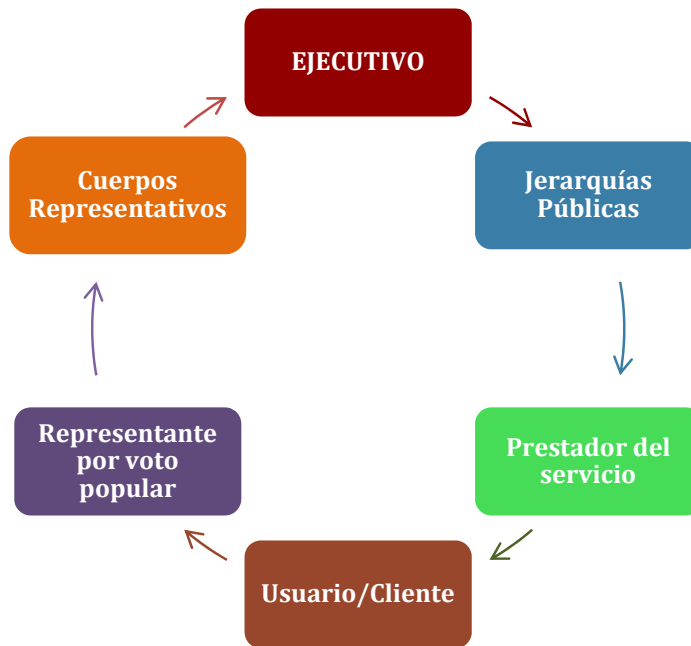 EJECUTIVO
Jerarquías
Públicas
Prestador del
servicio
Usuario/Cliente
Representante
por voto
popular
Cuerpos
Representativos